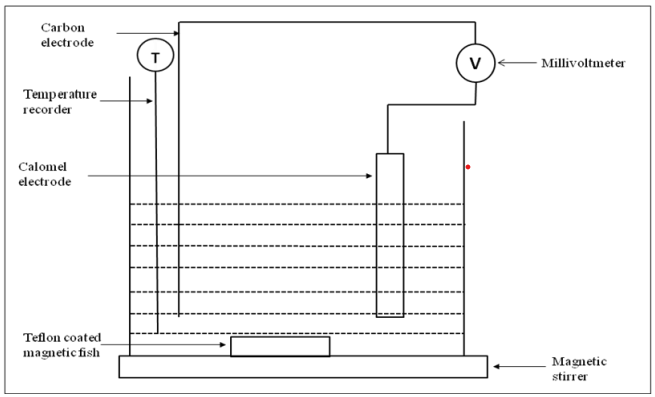 Carbon
electrode
T
V
Millivoltmeter
Temperature
recorder
Calomel
electrode
Teflon coated
magnetic fish
Magnetic
stirrer